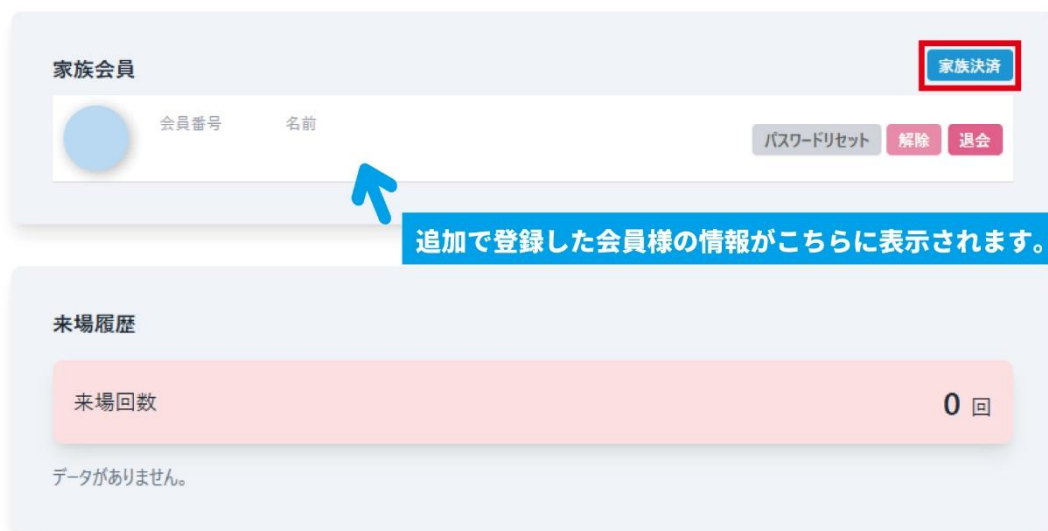 家族会員
家族決済
会員番号 名前
パスワードリセット 解除 退会
追加で登録した会員様の情報がこちらに表示されます。
来場履歴
来場回数 0 回
データがありません。